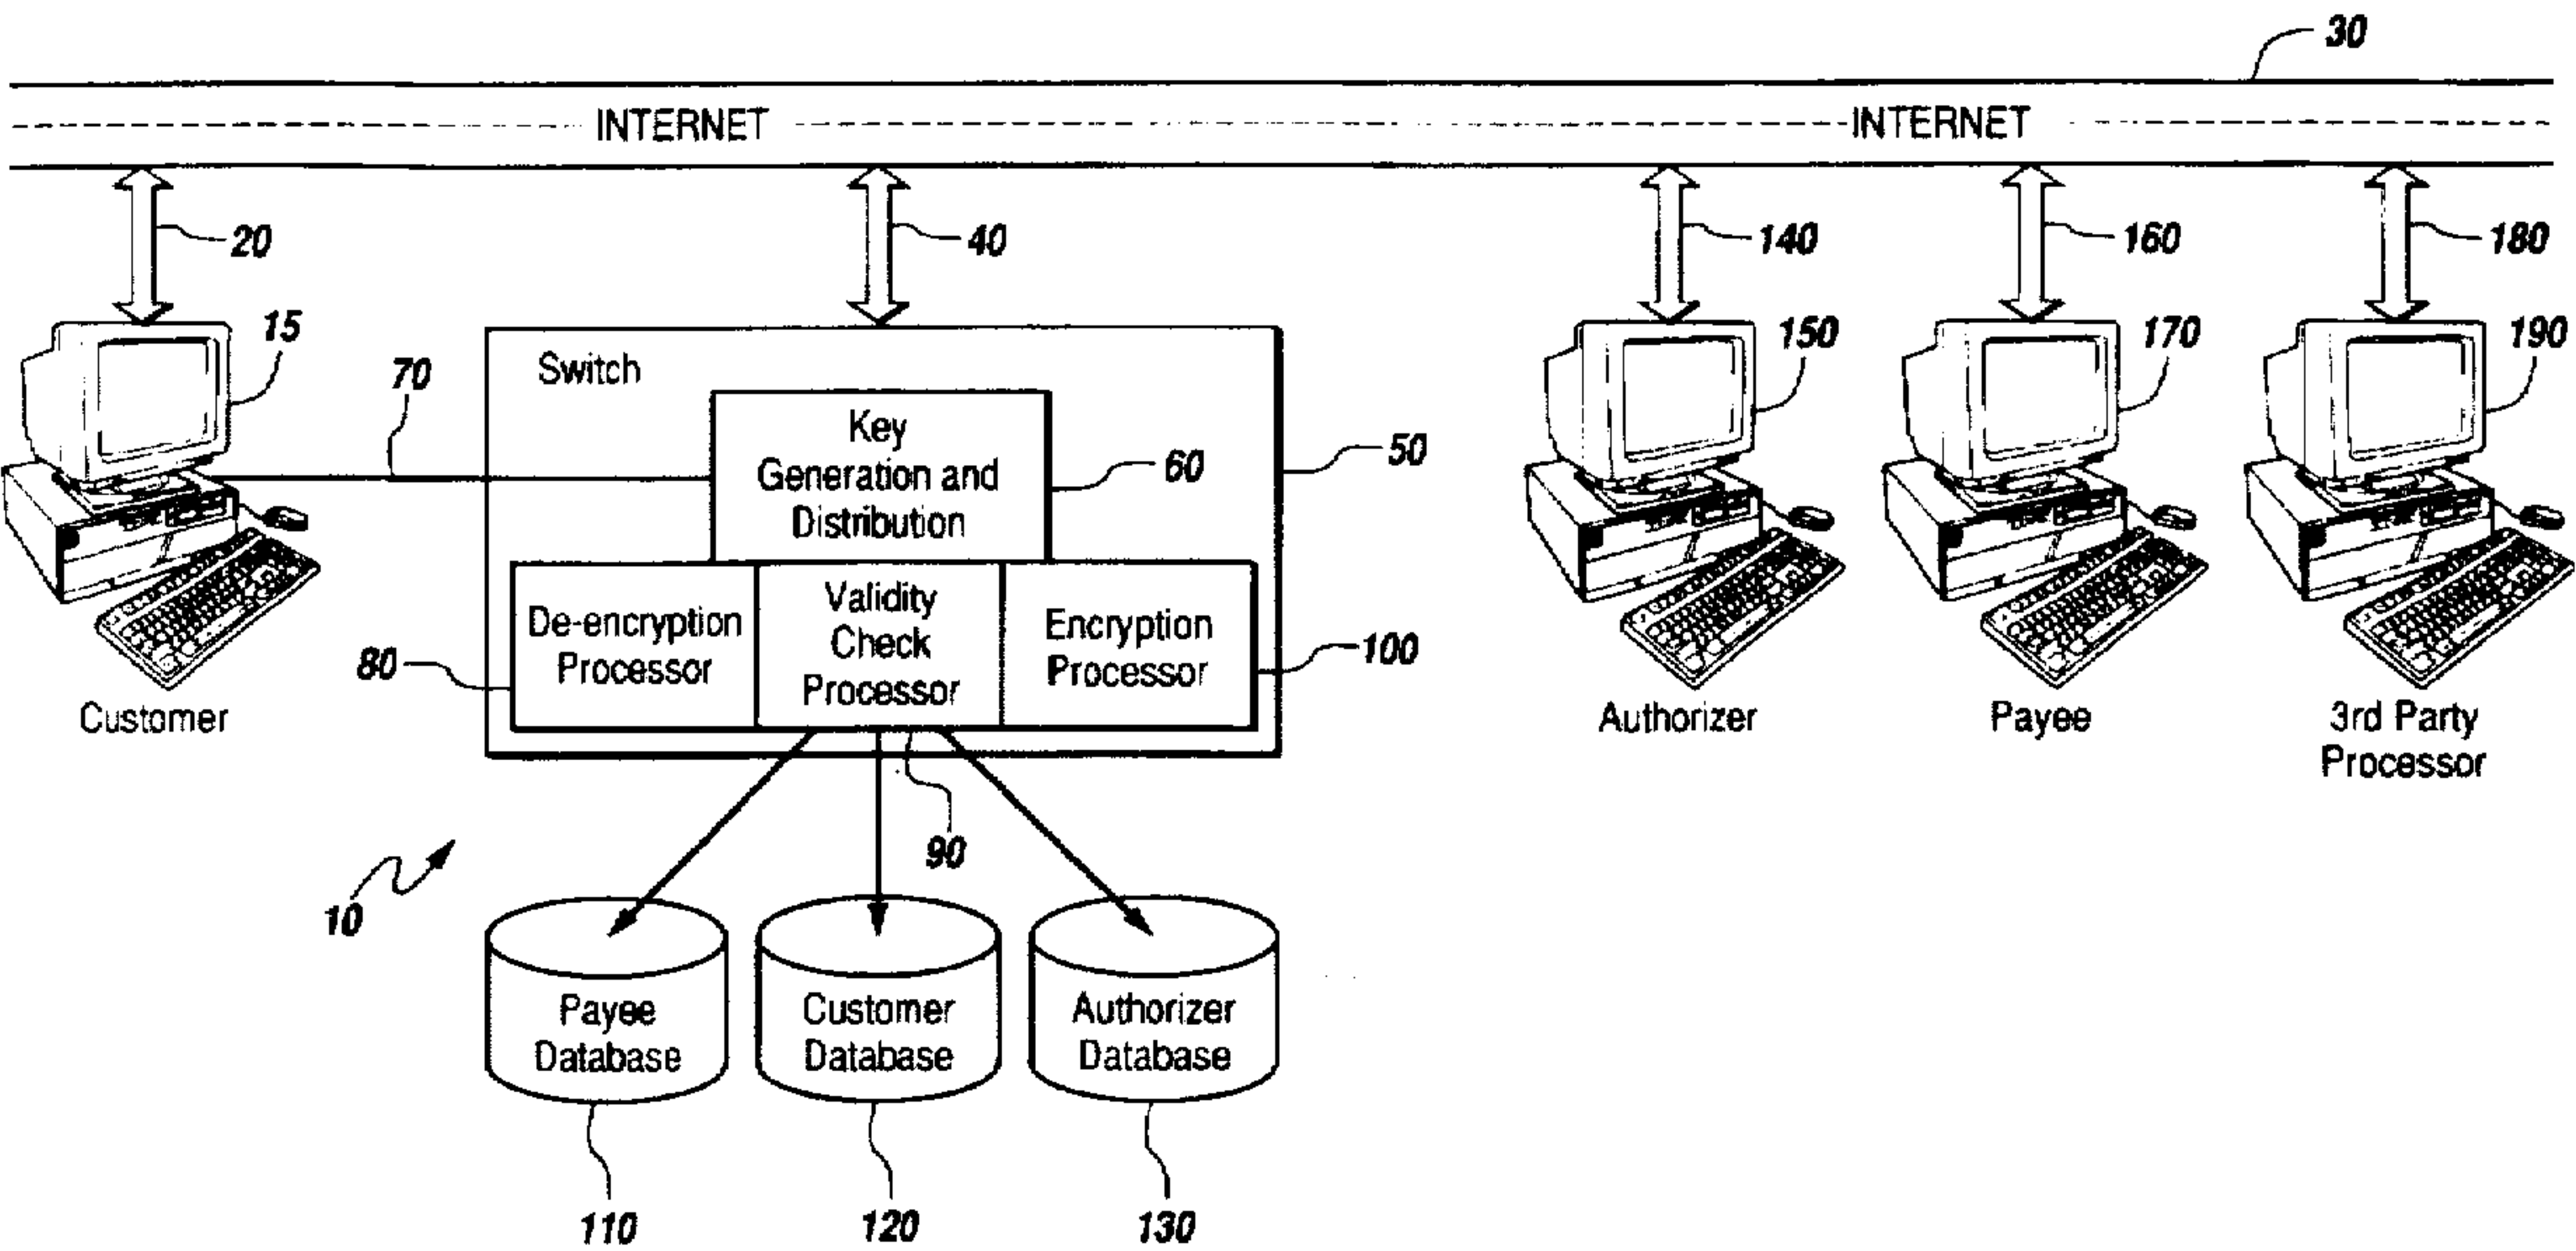 30
INTERNET INTERNET
20
40
140
160
180
15
150
170
190
Switch
70
Key
Generation and
Distribution
50
60
De-encryption
Processor
Validity
Check
Processor
Encryption
Processor
80
100
Customer
Authorizer
Payee
3rd Party
Processor
90
10
Payee
Database
Customer
Database
Authorizer
Database
110
120
130